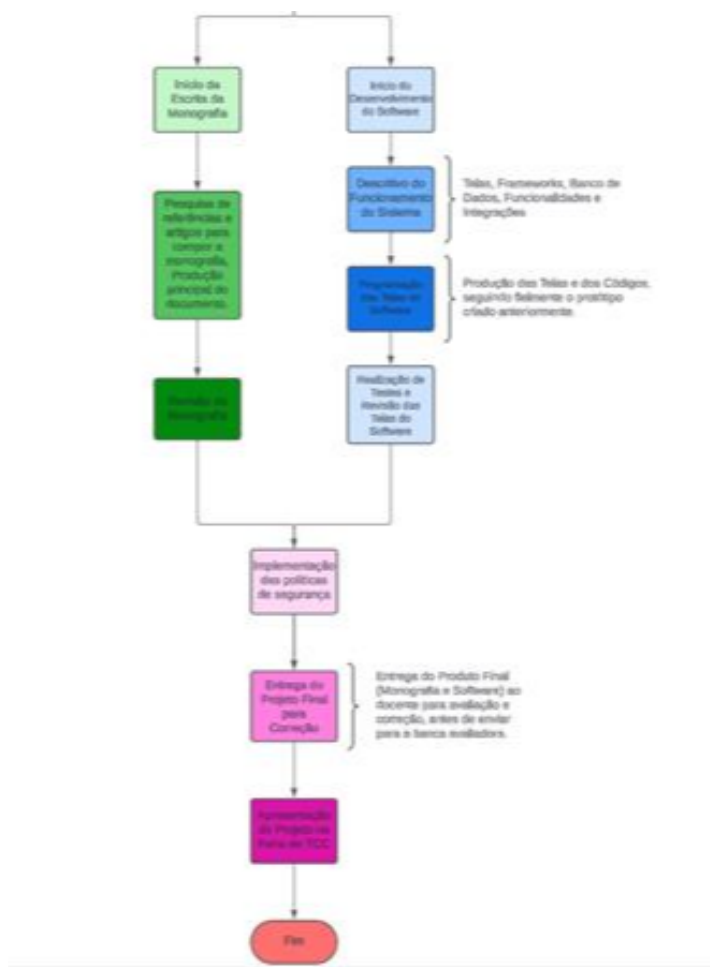 Início da
Escrita da
Monografia
Início do
Desenvolvimento
do Software
Descritivo do
Funcionamento
do Sistema
Telas, Frameworks, Banco de
Dados, Funcionalidades e
Integrações
Pesquisa de
referências e
artigos para
compor a
monografia,
Produção
principal do
documento.
Programação
das Telas do
Software
Produção das Telas e dos Códigos,
seguindo fielmente o protótipo
criado anteriormente.
Revisão da
Monografia
Realização de
Testes e
Revisão das
Telas do
Software
Implementação
das políticas
de segurança
Entrega do
Projeto Final
para
Correção
Entrega do Produto Final
(Monografia e Software) ao
docente para avaliação e
correção, antes de enviar
para a banca avaliadora.
Apresentação
do Projeto na
Feira de TCC
Fim